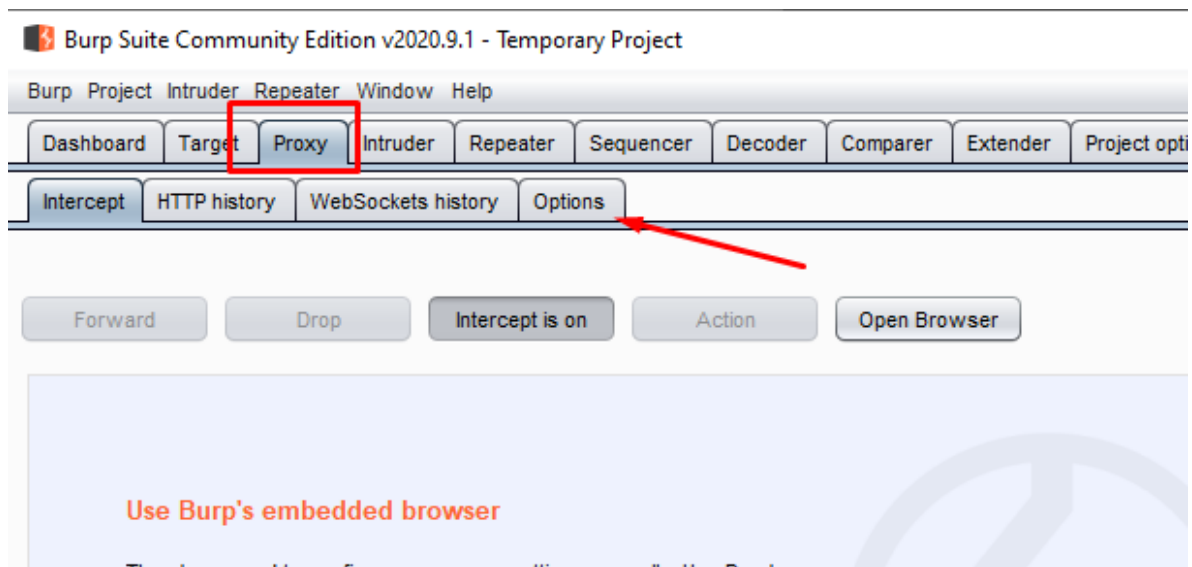 Burp Suite Community Edition v2020.9.1 - Temporary Project
Burp Project Intruder Repeater Window Help
Dashboard Target Proxy Intruder Repeater Sequencer Decoder Comparer Extender Project opti
Intercept HTTP history WebSockets history Options
Forward Drop Intercept is on Action Open Browser
Use Burp's embedded browser